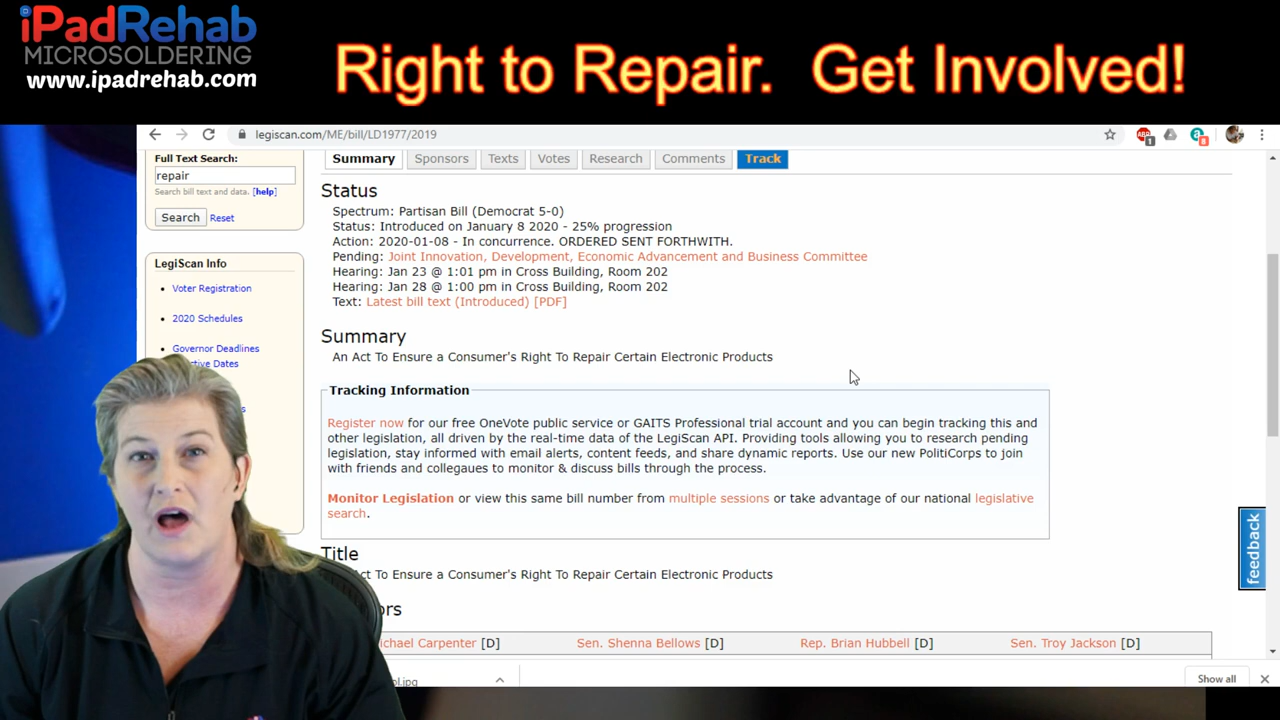 iPadRehab
MICROSOLDERING
www.ipadrehab.com
Right to Repair. Get Involved!
legiscan.com/ME/bill/LD1977/2019
ABP
1
a
8
Full Text Search:
repair
Search bill text and data. [help]
Search Reset
LegiScan Info
Voter Registration
2020 Schedules
Governor Deadlines
Dates
Summary Sponsors Texts Votes Research Comments Track
Status
Spectrum: Partisan Bill (Democrat 5-0)
Status: Introduced on January 8 2020 - 25% progression
Action: 2020-01-08 - In concurrence. ORDERED SENT FORTHWITH.
Pending: Joint Innovation, Development, Economic Advancement and Business Committee
Hearing: Jan 23 @ 1:01 pm in Cross Building, Room 202
Hearing: Jan 28 @ 1:00 pm in Cross Building, Room 202
Text: Latest bill text (Introduced) [PDF]
Summary
An Act To Ensure a Consumer's Right To Repair Certain Electronic Products
Tracking Information
Register now for our free OneVote public service or GAITS Professional trial account and you can begin tracking this and
other legislation, all driven by the real-time data of the LegiScan API. Providing tools allowing you to research pending
legislation, stay informed with email alerts, content feeds, and share dynamic reports. Use our new PolitiCorps to join
with friends and collegaues to monitor & discuss bills through the process.
Monitor Legislation or view this same bill number from multiple sessions or take advantage of our national legislative
search.
Title
Act To Ensure a Consumer's Right To Repair Certain Electronic Products
Carpenter [D] Sen. Shenna Bellows [D] Rep. Brian Hubbell [D] Sen. Troy Jackson [D]
feedback
Show all